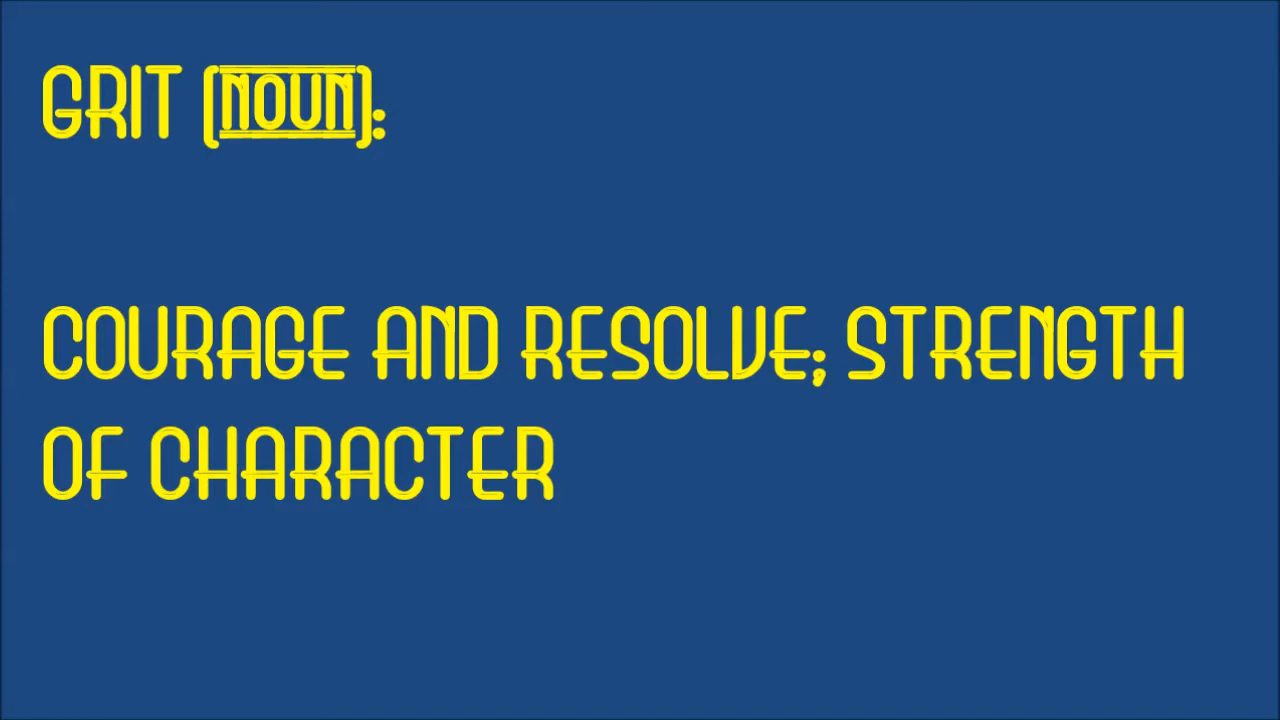 GRIT (NOUN):
COURAGE AND RESOLVE; STRENGTH
OF CHARACTER